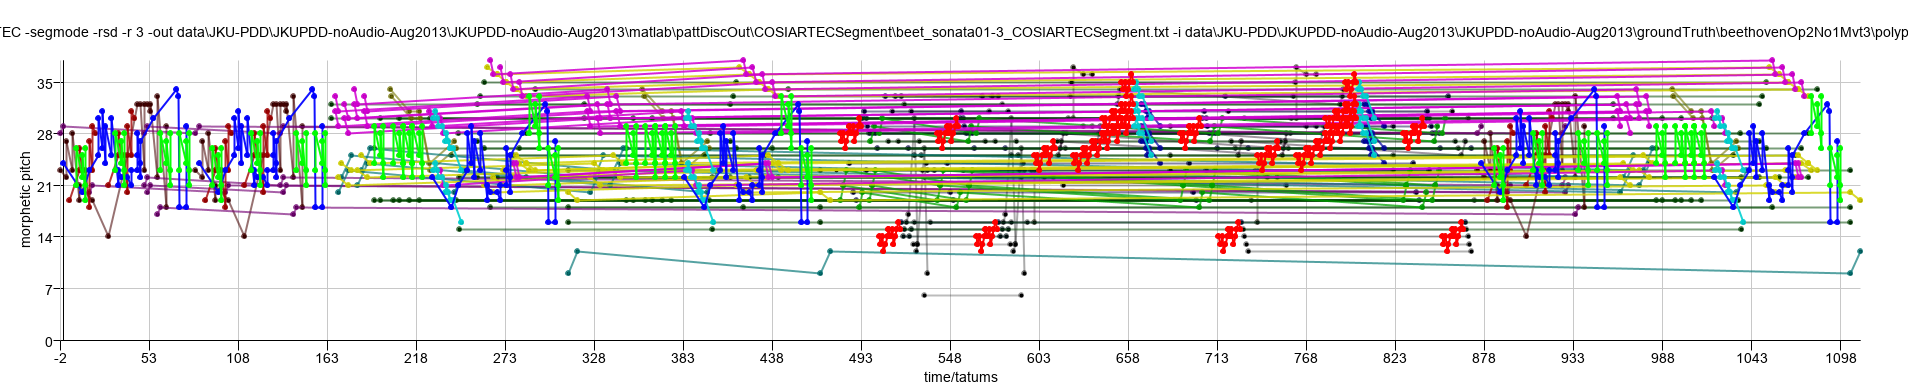 TEC -segmode -rsd -r 3 -out data\JKU-PDD\JKUPDD-noAudio-Aug2013\JKUPDD-noAudio-Aug2013\matlab\pattDiscOut\COSIARTECSegment\beet_sonata01-3_COSIARTECSegment.txt -i data\JKU-PDD\JKUPDD-noAudio-Aug2013\JKUPDD-noAudio-Aug2013\groundTruth\beethovenOp2No1Mvt3\polyp
35
28
21
14
7
0
morphetic pitch
-2 53 108 163 218 273 328 383 438 493 548 603 658 713 768 823 878 933 988 1043 1098
time/tatums